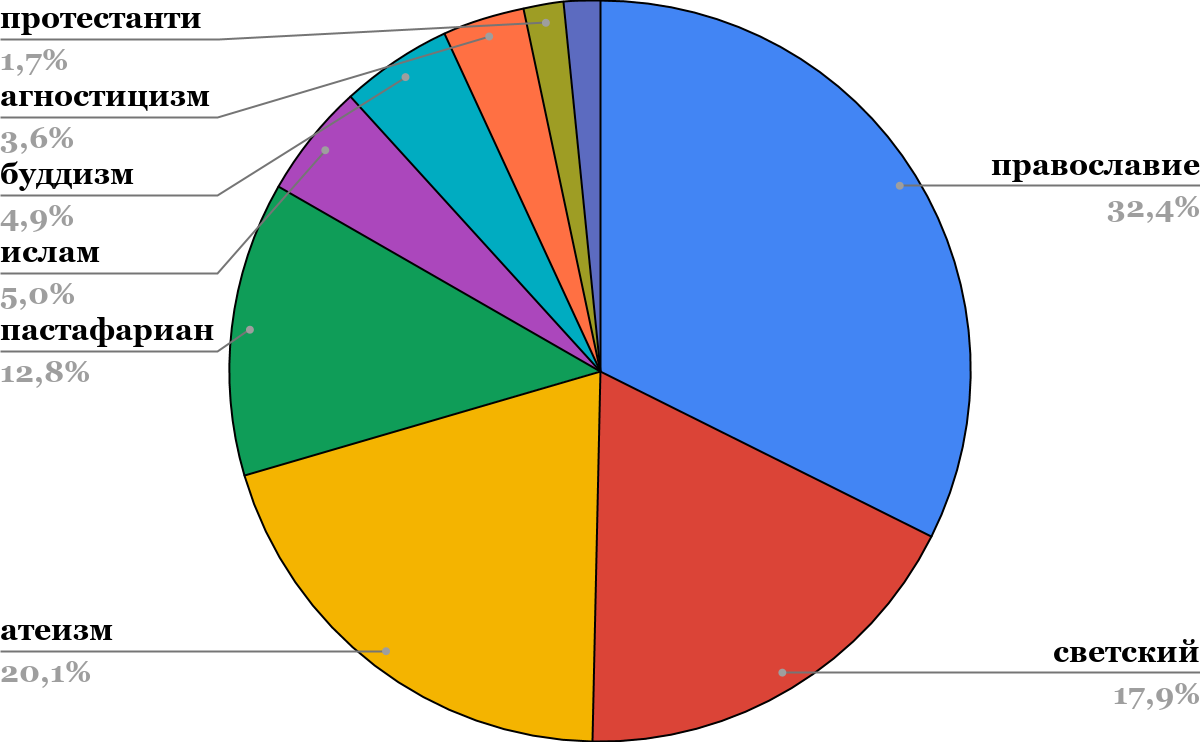 протестанти
1,7%
агностицизм
3,6%
буддизм
4,9%
ислам
5,0%
пастафариан
12,8%
атеизм
20,1%
православие
32,4%
светский
17,9%